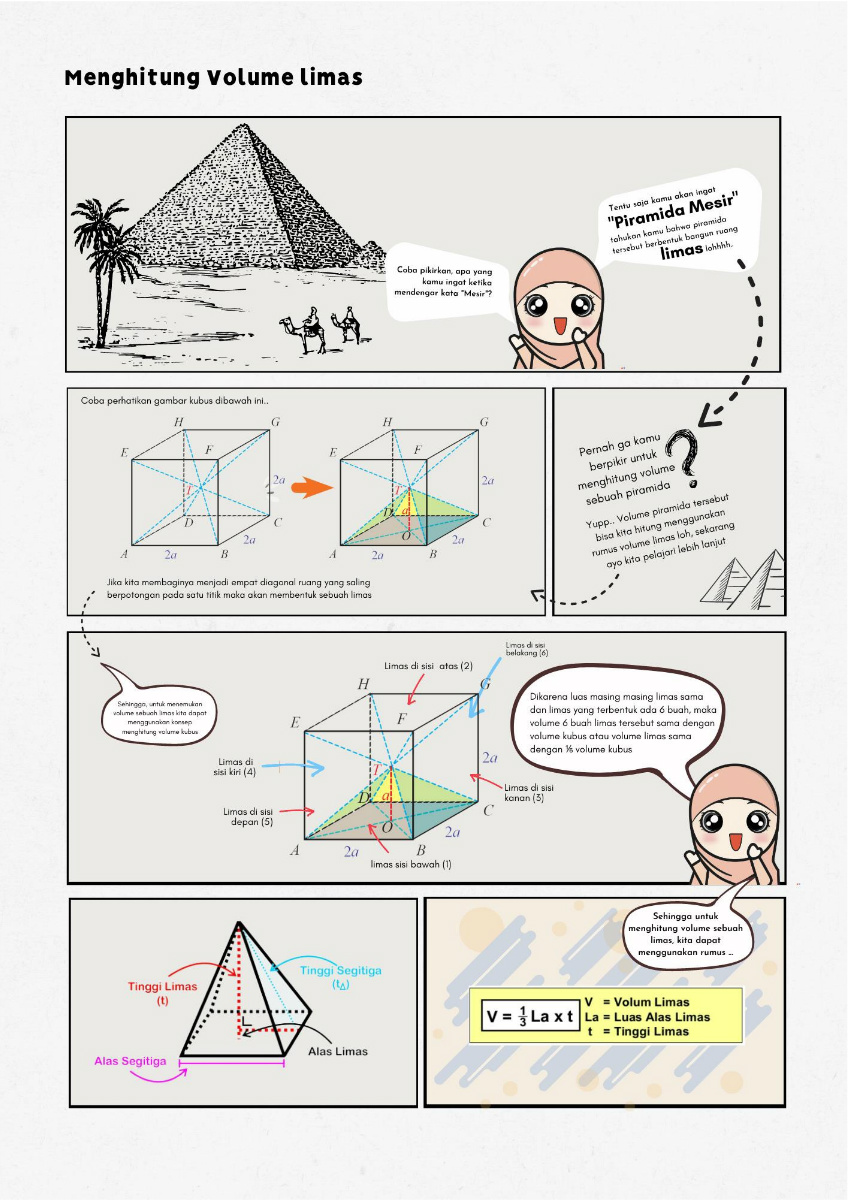 Menghitung Volume limas
Coba pikirkan, apa yang
kamu ingat ketika
mendengar kata "Mesir"?
Tentu saja kamu akan ingat
"Piramida Mesir"
tahukan kamu bahwa piramida
tersebut berbentuk bangun ruang
limas lohhhh,
Coba perhatikan gambar kubus dibawah ini..
H
G
E
F
T
2a
D
C
A
B
2a
2a
H
G
E
F
T
2a
D
a
C
O
A
B
2a
2a
Jika kita membaginya menjadi empat diagonal ruang yang saling
berpotongan pada satu titik maka akan membentuk sebuah limas
Pernah ga kamu
berpikir untuk
menghitung volume
sebuah piramida
?
Yupp.. Volume piramida tersebut
bisa kita hitung menggunakan
rumus volume limas loh, sekarang
ayo kita pelajari lebih lanjut
Sehingga, untuk menemukan
volume sebuah limas kita dapat
menggunakan konsep
menghitung volume kubus
Limas di sisi
belakang (6)
Limas di sisi atas (2)
H
G
E
F
Limas di
sisi kiri (4)
T
2a
D
a
Limas di sisi
kanan (3)
C
Limas di sisi
depan (5)
O
A
B
2a
2a
limas sisi bawah (1)
Dikarena luas masing masing limas sama
dan limas yang terbentuk ada 6 buah, maka
volume 6 buah limas tersebut sama dengan
volume kubus atau volume limas sama
dengan ⅙ volume kubus
Tinggi Limas
(t)
Tinggi Segitiga
(t△)
Alas Limas
Alas Segitiga
Sehingga untuk
menghitung volume sebuah
limas, kita dapat
menggunakan rumus ...
V = 1/3 La x t
V = Volum Limas
La = Luas Alas Limas
t = Tinggi Limas